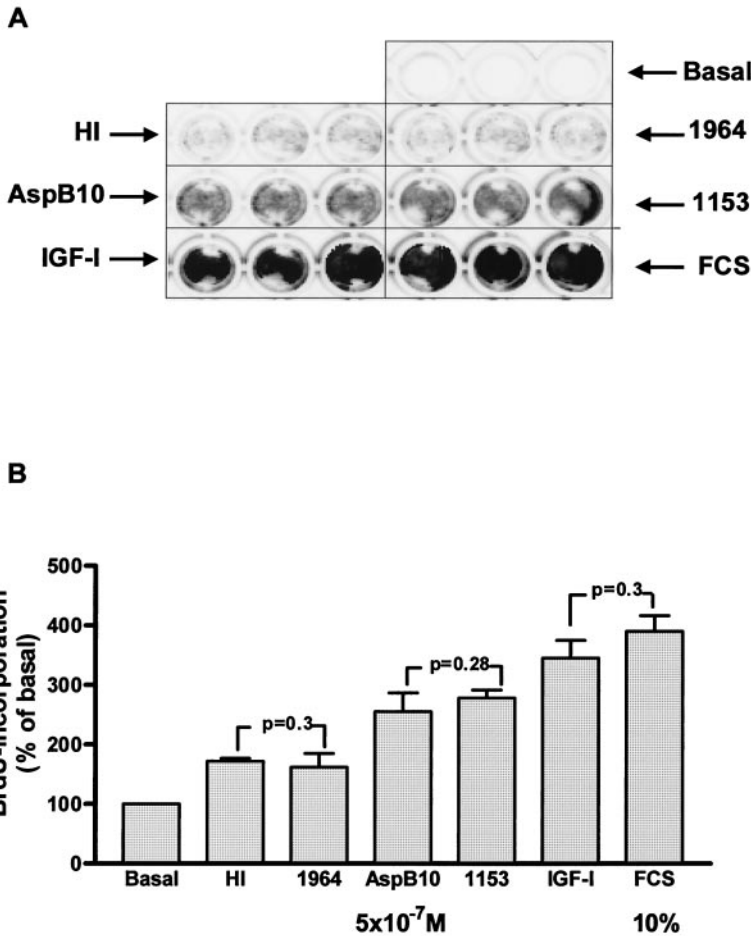 A
Basal
HI
1964
AspB10
1153
IGF-I
FCS
B
500
400
300
200
100
0
(% of basal)
p=0.3
p=0.28
p=0.3
Basal HI 1964 AspB10 1153 IGF-I FCS
5x10⁻⁷M 10%